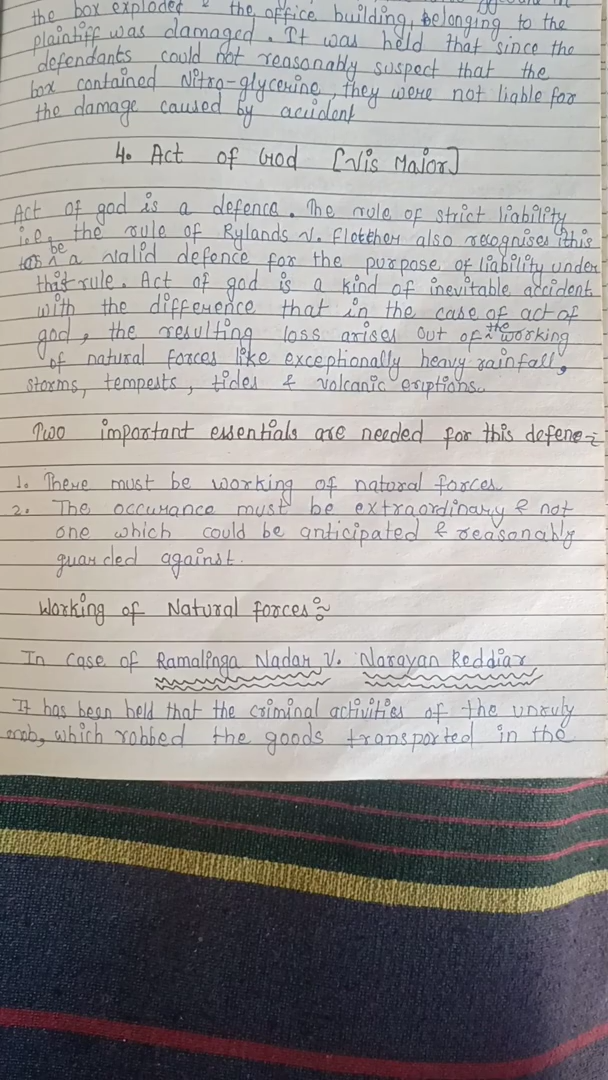 the box exploded & the office building, belonging to the
plaintiff was damaged. It was held that since the
defendants could not reasonably suspect that the
box contained Nitro-glycerine, they were not liable for
the damage caused by accident
4. Act of God [Vis Major]
Act of god is a defence. The rule of strict liability
i.e. the rule of Rylands V. Fletcher also recognises this
to be a valid defence for the purpose of liability under
this rule. Act of god is a kind of inevitable accident
with the difference that in the case of act of
god, the resulting loss arises out of the working
of natural forces like exceptionally heavy rainfall,
storms, tempests, tides & volcanic eruptions.
Two important essentials are needed for this defence:-
1. There must be working of natural forces.
2. The occurance must be extraordinary & not
one which could be anticipated & reasonably
guarded against.
Working of Natural forces:-
In case of Ramalinga Nadar V. Narayan Reddiar
It has been held that the criminal activities of the unruly
mob, which robbed the goods transported in the